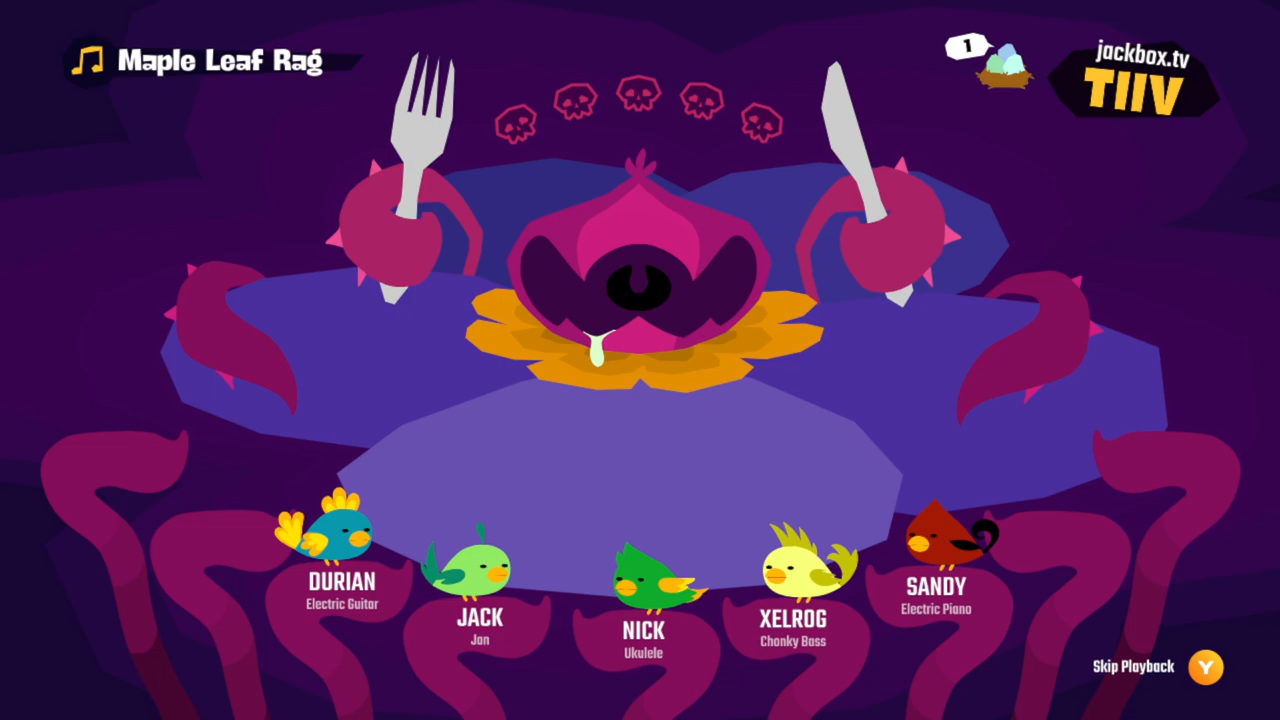 Maple Leaf Rag
1
jackbox.tv
TIIV
DURIAN
Electric Guitar
JACK
Jan
NICK
Ukulele
XELROG
Chonky Bass
SANDY
Electric Piano
Skip Playback Y